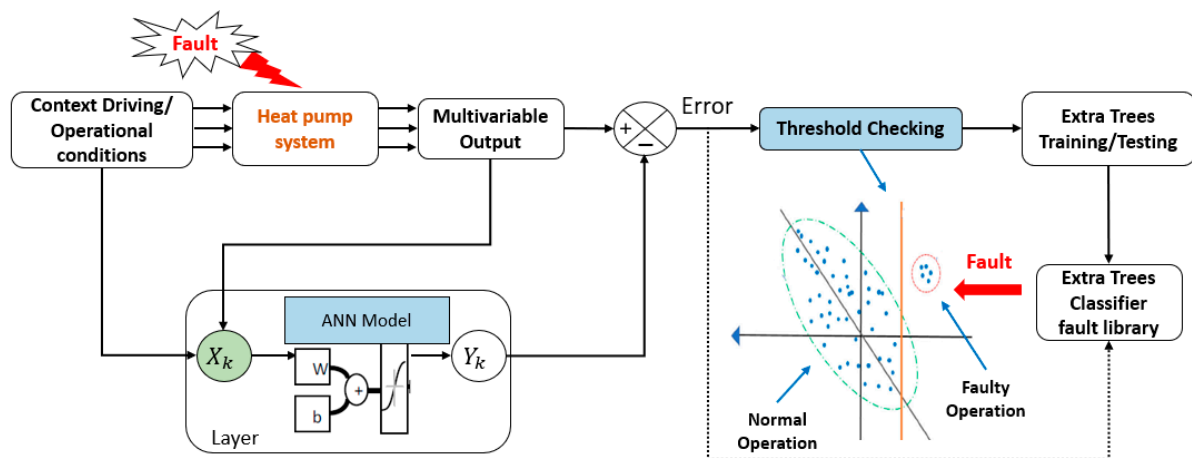 Fault
Context Driving/
Operational
conditions
Heat pump
system
Multivariable
Output
+
−
Error
Threshold Checking
Extra Trees
Training/Testing
Fault
Extra Trees
Classifier
fault library
ANN Model
X_k
W
b
+
Y_k
Layer
Normal
Operation
Faulty
Operation